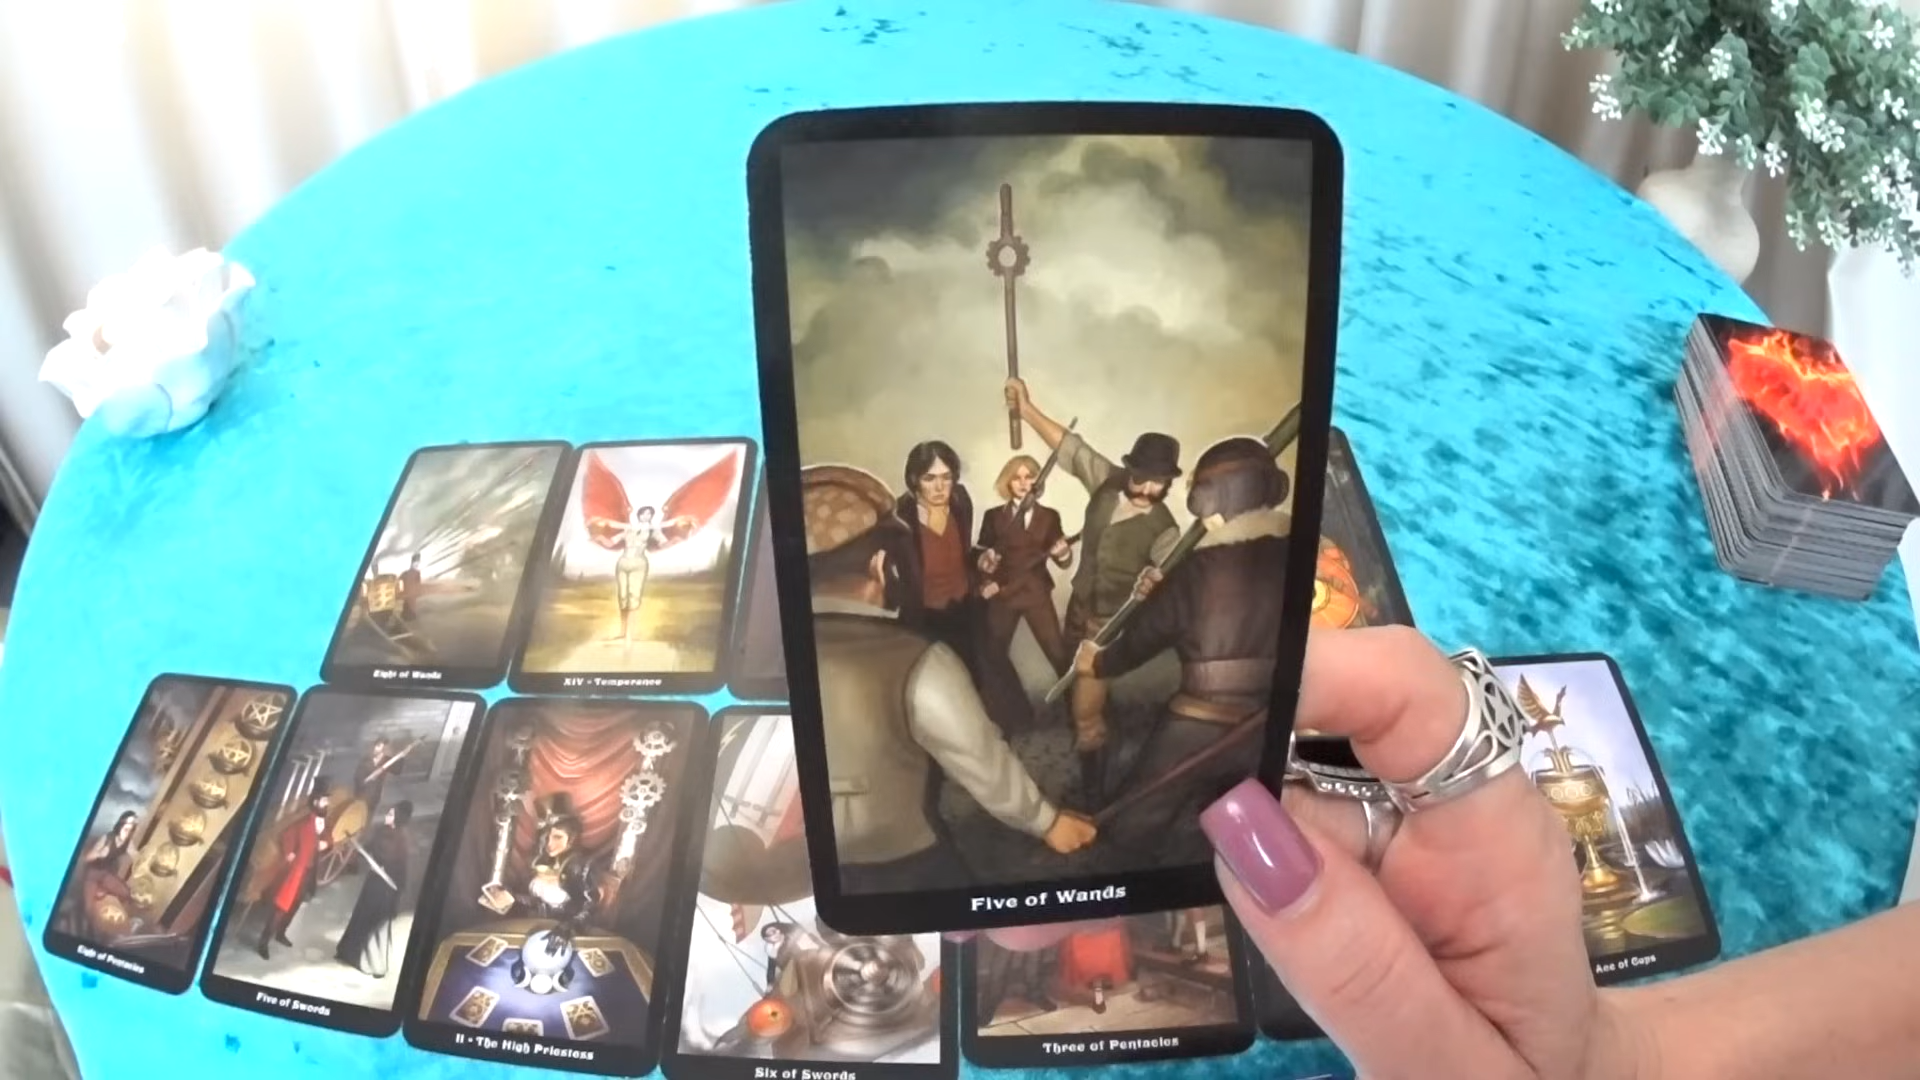 Five of Wands
Eight of Wands
XIV - Temperance
Eight of Pentacles
Five of Swords
II - The High Priestess
Six of Swords
Three of Pentacles
Ace of Cups